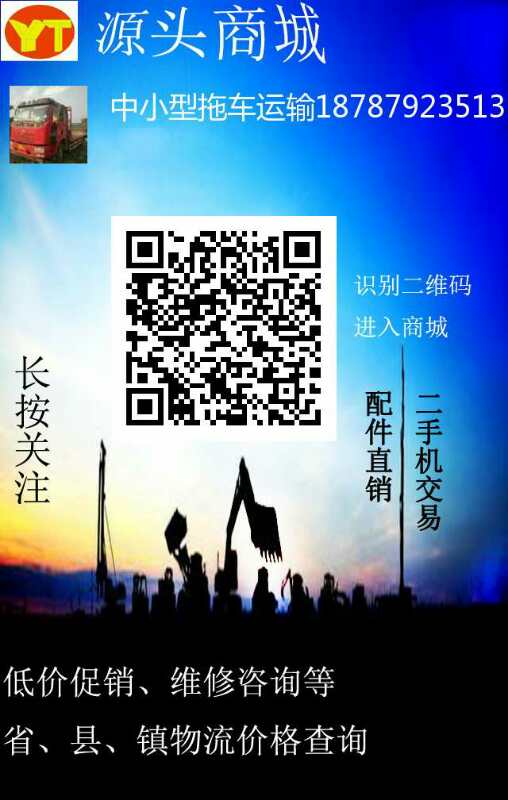 YT
源头商城
中小型拖车运输18787923513
识别二维码
进入商城
长按关注
配件直销
二手机交易
低价促销、维修咨询等
省、县、镇物流价格查询